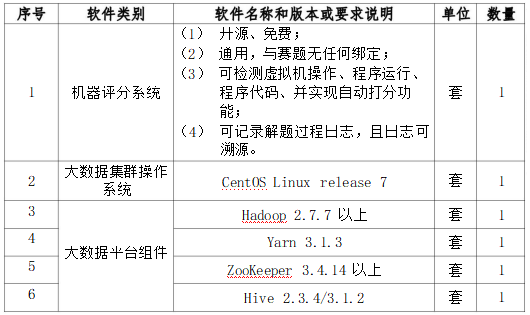 序号 软件类别 软件名称和版本或要求说明 单位 数量
1 机器评分系统 (1) 开源、免费；
(2) 通用，与赛题无任何绑定；
(3) 可检测虚拟机操作、程序运行、
程序代码、并实现自动打分功
能；
(4) 可记录解题过程日志，且日志可
溯源。 套 1
2 大数据集群操作
系统 CentOS Linux release 7 套 1
3 大数据平台组件 Hadoop 2.7.7 以上 套 1
4 Yarn 3.1.3 套 1
5 ZooKeeper 3.4.14 以上 套 1
6 Hive 2.3.4/3.1.2 套 1